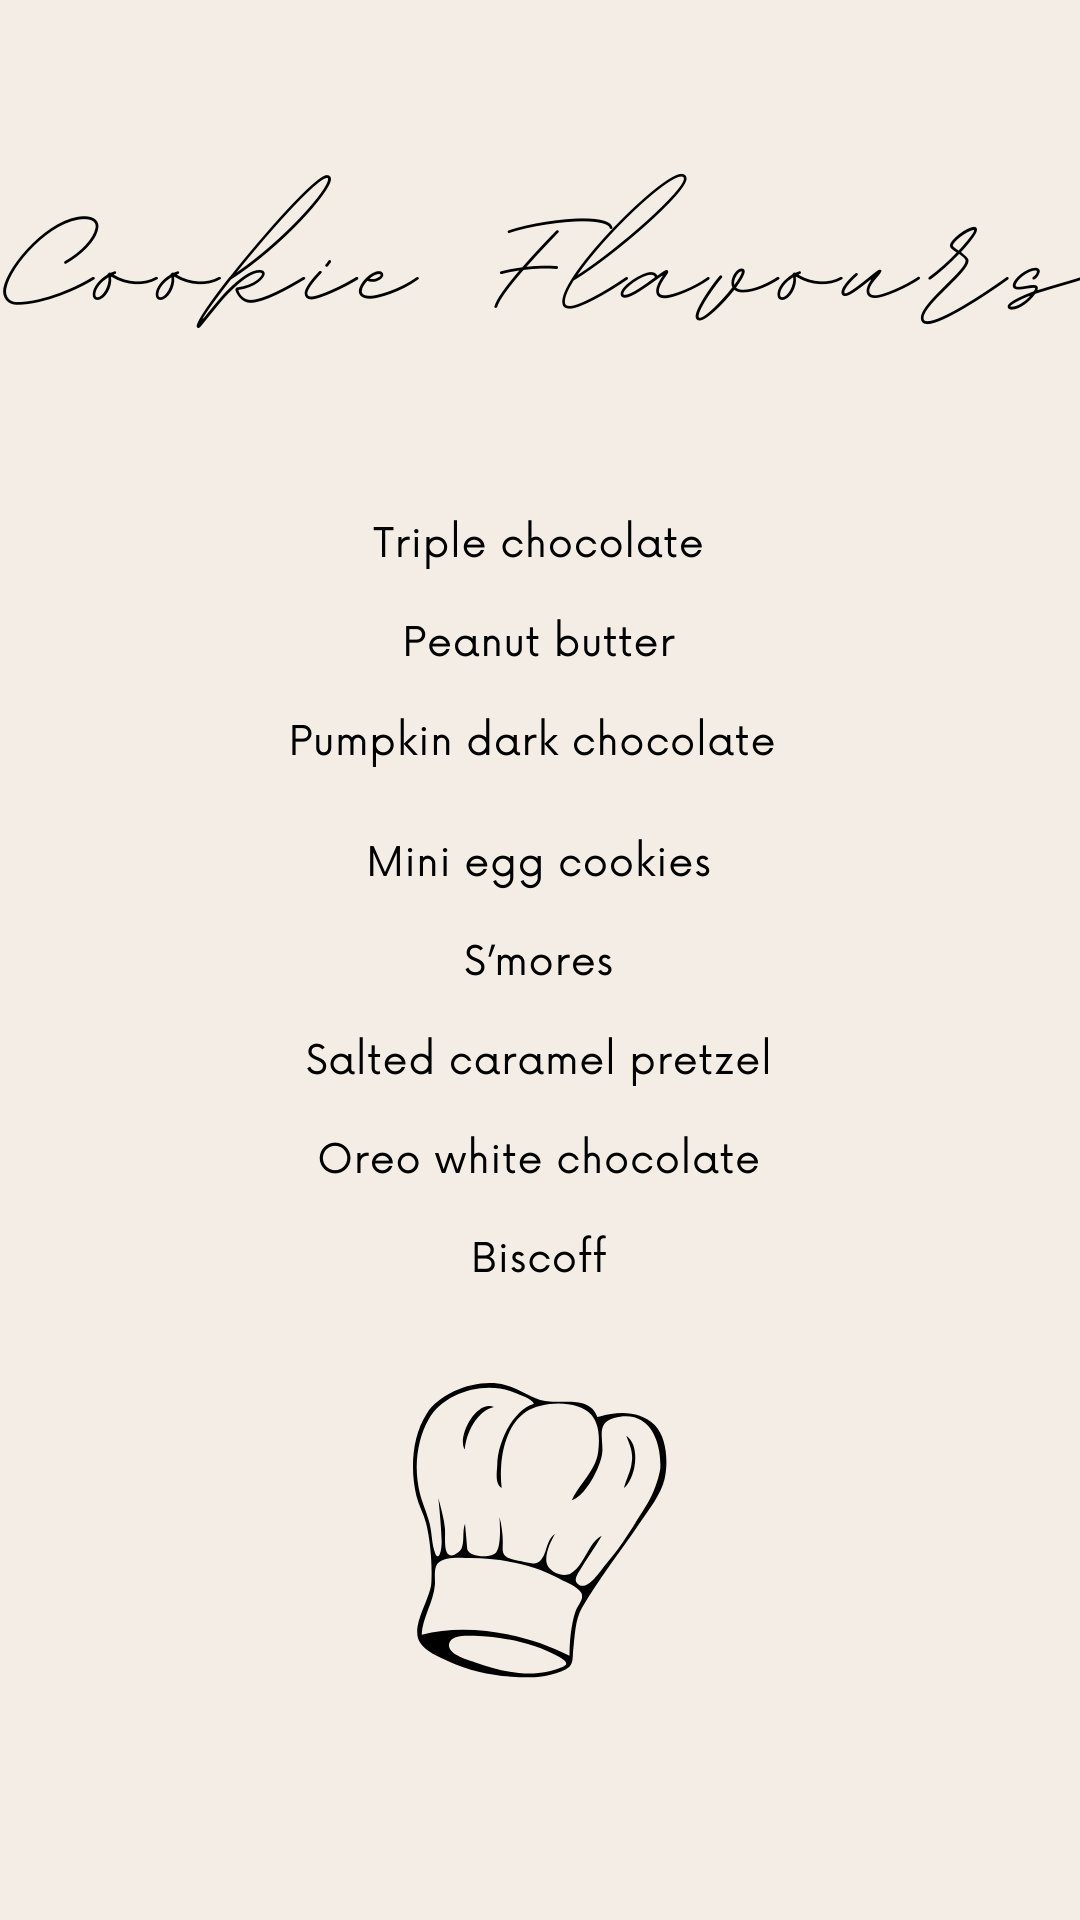 Cookie Flavours
Triple chocolate
Peanut butter
Pumpkin dark chocolate
Mini egg cookies
S’mores
Salted caramel pretzel
Oreo white chocolate
Biscoff